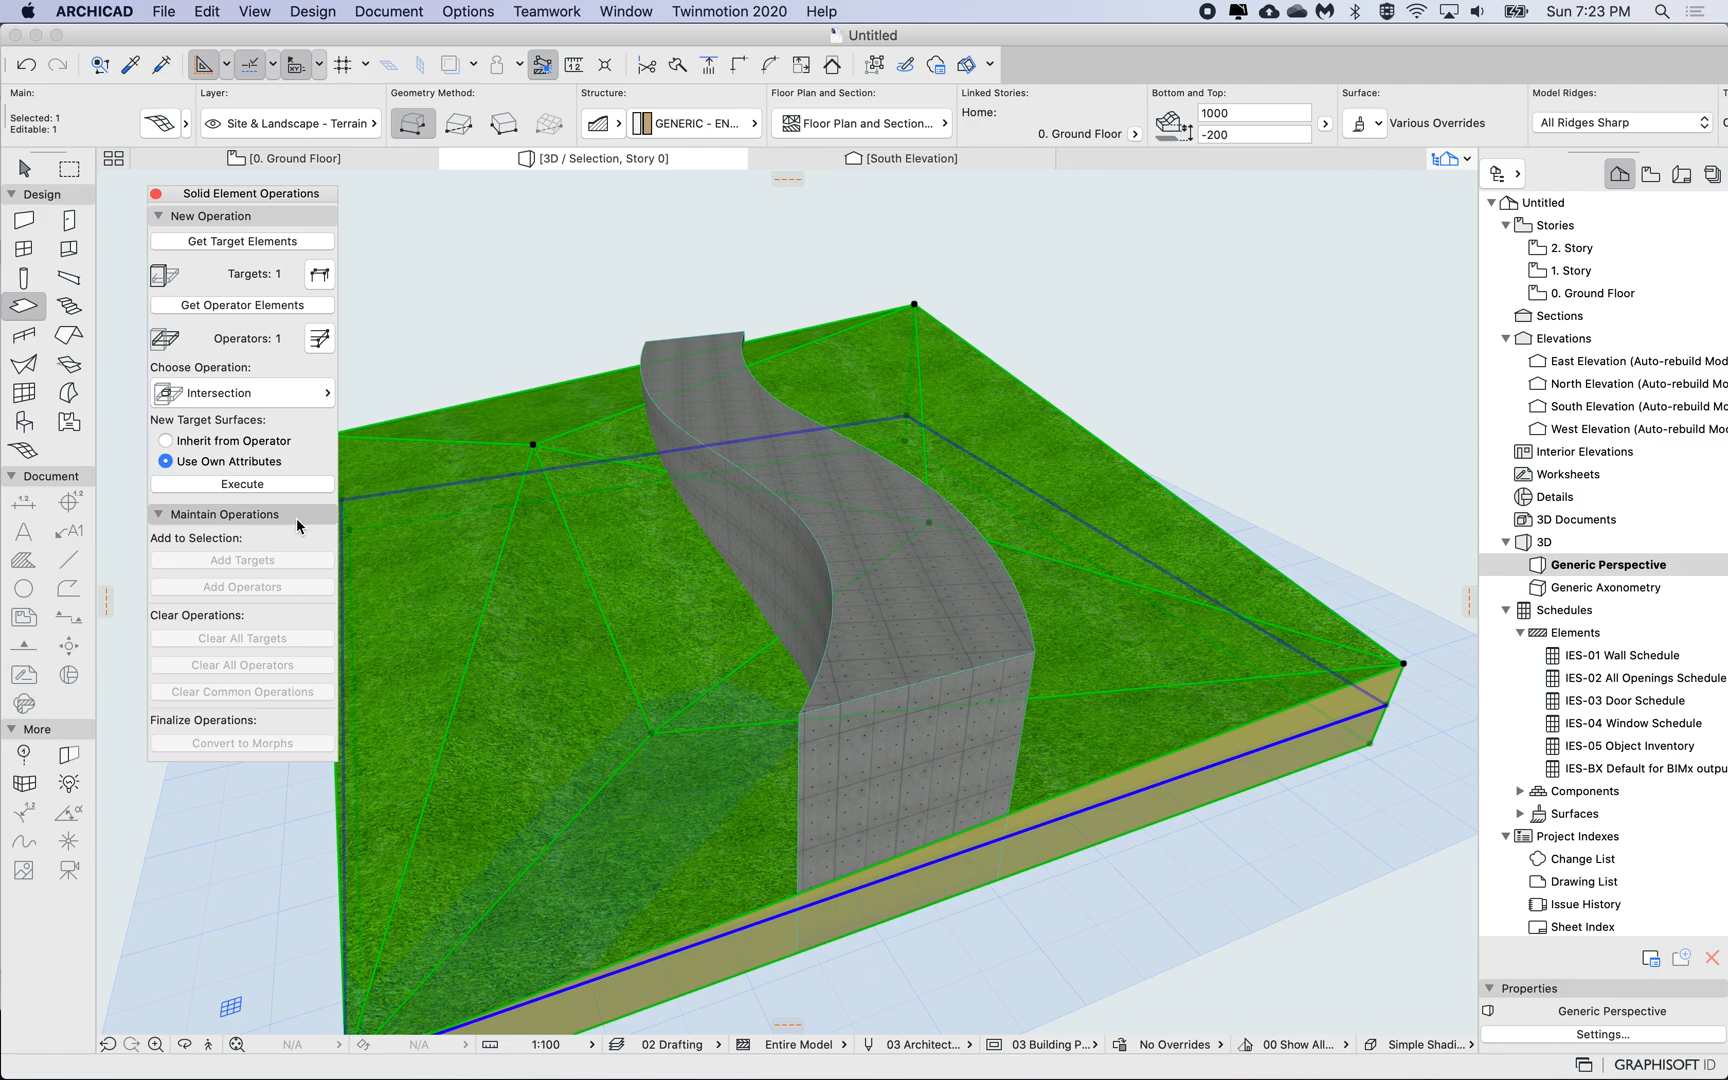 ARCHICAD File Edit View Design Document Options Teamwork Window Twinmotion 2020 Help
Sun 7:23 PM
Untitled
Main:
Layer:
Geometry Method:
Structure:
Floor Plan and Section:
Linked Stories:
Bottom and Top:
Surface:
Model Ridges:
Selected: 1
Editable: 1
Site & Landscape - Terrain
GENERIC - EN...
Floor Plan and Section...
Home:
0. Ground Floor
1000
-200
Various Overrides
All Ridges Sharp
[0. Ground Floor]
[3D / Selection, Story 0]
[South Elevation]
Design
Document
1.2
1.2
A
A1
More
1
1.2
Solid Element Operations
New Operation
Get Target Elements
Targets: 1
Get Operator Elements
Operators: 1
Choose Operation:
Intersection
New Target Surfaces:
Inherit from Operator
Use Own Attributes
Execute
Maintain Operations
Add to Selection:
Add Targets
Add Operators
Clear Operations:
Clear All Targets
Clear All Operators
Clear Common Operations
Finalize Operations:
Convert to Morphs
Untitled
Stories
2. Story
1. Story
0. Ground Floor
Sections
Elevations
East Elevation (Auto-rebuild Mod
North Elevation (Auto-rebuild Mo
South Elevation (Auto-rebuild Mo
West Elevation (Auto-rebuild Mod
Interior Elevations
Worksheets
Details
3D Documents
3D
Generic Perspective
Generic Axonometry
Schedules
Elements
IES-01 Wall Schedule
IES-02 All Openings Schedule
IES-03 Door Schedule
IES-04 Window Schedule
IES-05 Object Inventory
IES-BX Default for BIMx outpu
Components
Surfaces
Project Indexes
Change List
Drawing List
Issue History
Sheet Index
Properties
Generic Perspective
Settings...
N/A
N/A
1:100
02 Drafting
Entire Model
03 Architect...
03 Building P...
No Overrides
00 Show All...
Simple Shadi...
GRAPHISOFT ID